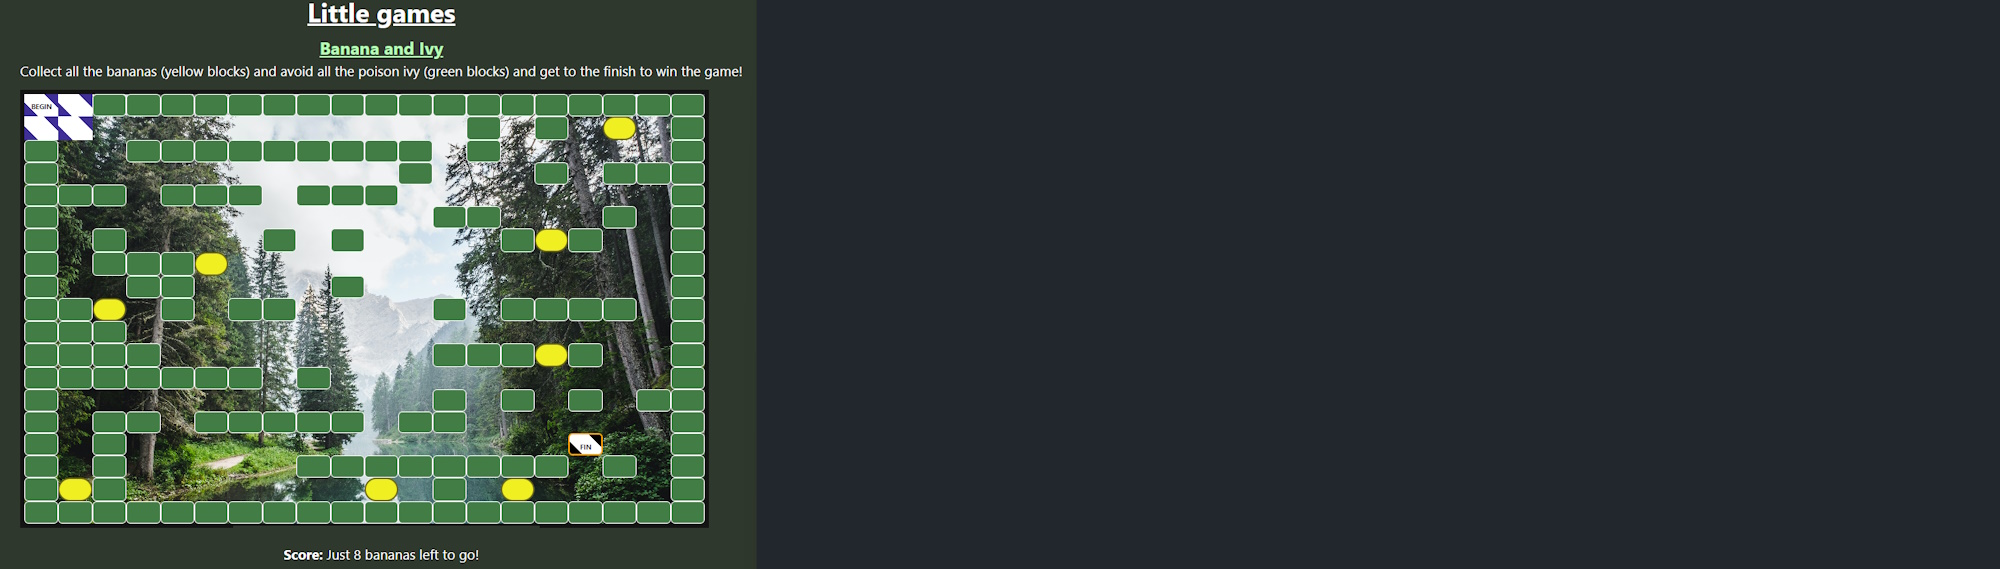 Little games
Banana and Ivy
Collect all the bananas (yellow blocks) and avoid all the poison ivy (green blocks) and get to the finish to win the game!
BEGIN
FIN
Score: Just 8 bananas left to go!